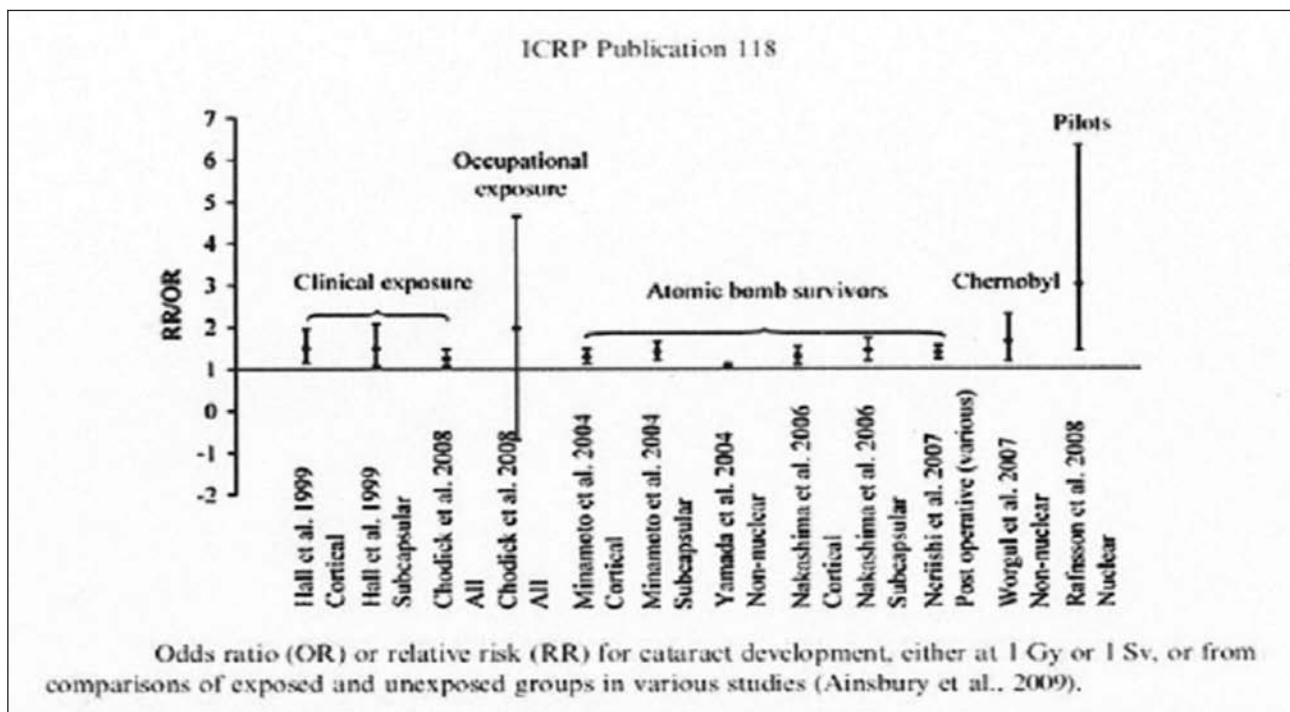 ICRP Publication 118
7
6
5
4
3
2
1
0
-1
-2
RR/OR
Clinical exposure
Occupational
exposure
Atomic bomb survivors
Chernobyl
Pilots
Hall et al. 1999
Cortical
Hall et al. 1999
Subcapsular
Chodick et al. 2008
All
Chodick et al. 2008
All
Minamoto et al. 2004
Cortical
Minamoto et al. 2004
Subcapsular
Yamada et al. 2004
Non-nuclear
Nakashima et al. 2006
Cortical
Nakashima et al. 2006
Subcapsular
Neriishi et al. 2007
Post operative (various)
Worgul et al. 2007
Non-nuclear
Rafnsson et al. 2008
Nuclear
Odds ratio (OR) or relative risk (RR) for cataract development, either at 1 Gy or 1 Sv, or from
comparisons of exposed and unexposed groups in various studies (Ainsbury et al., 2009).